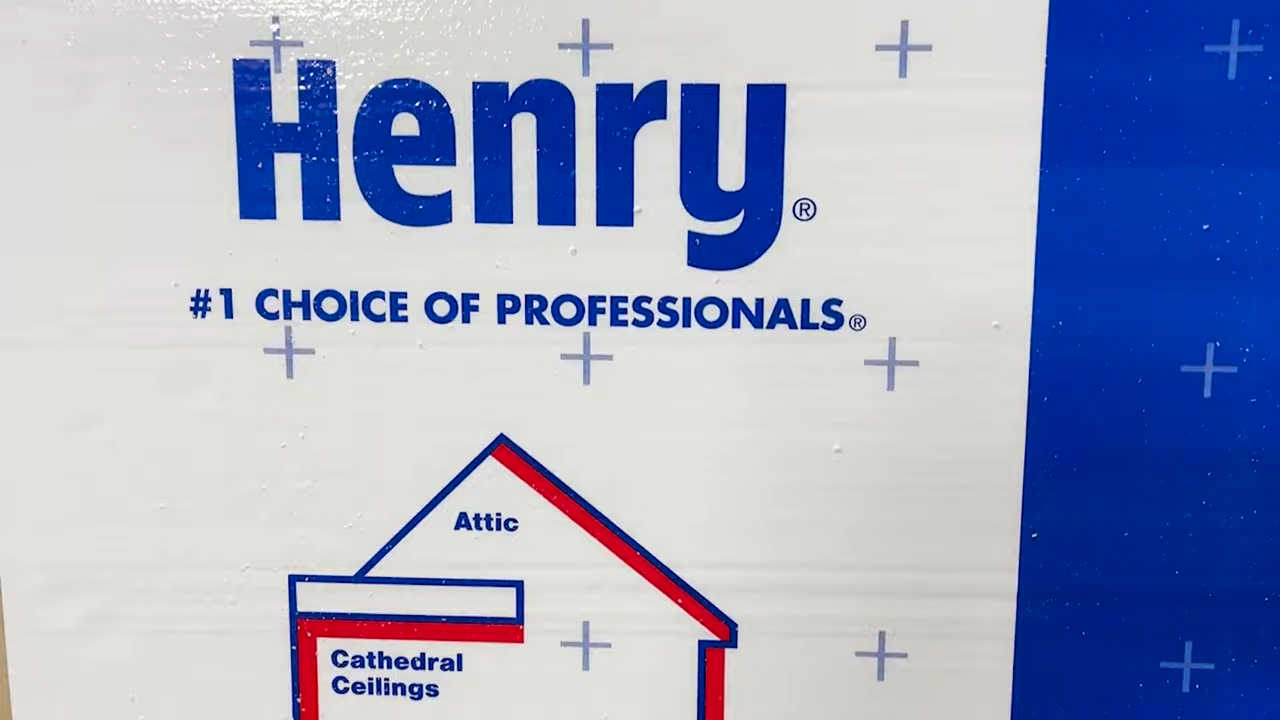 Henry®
#1 CHOICE OF PROFESSIONALS®
Attic
Cathedral
Ceilings